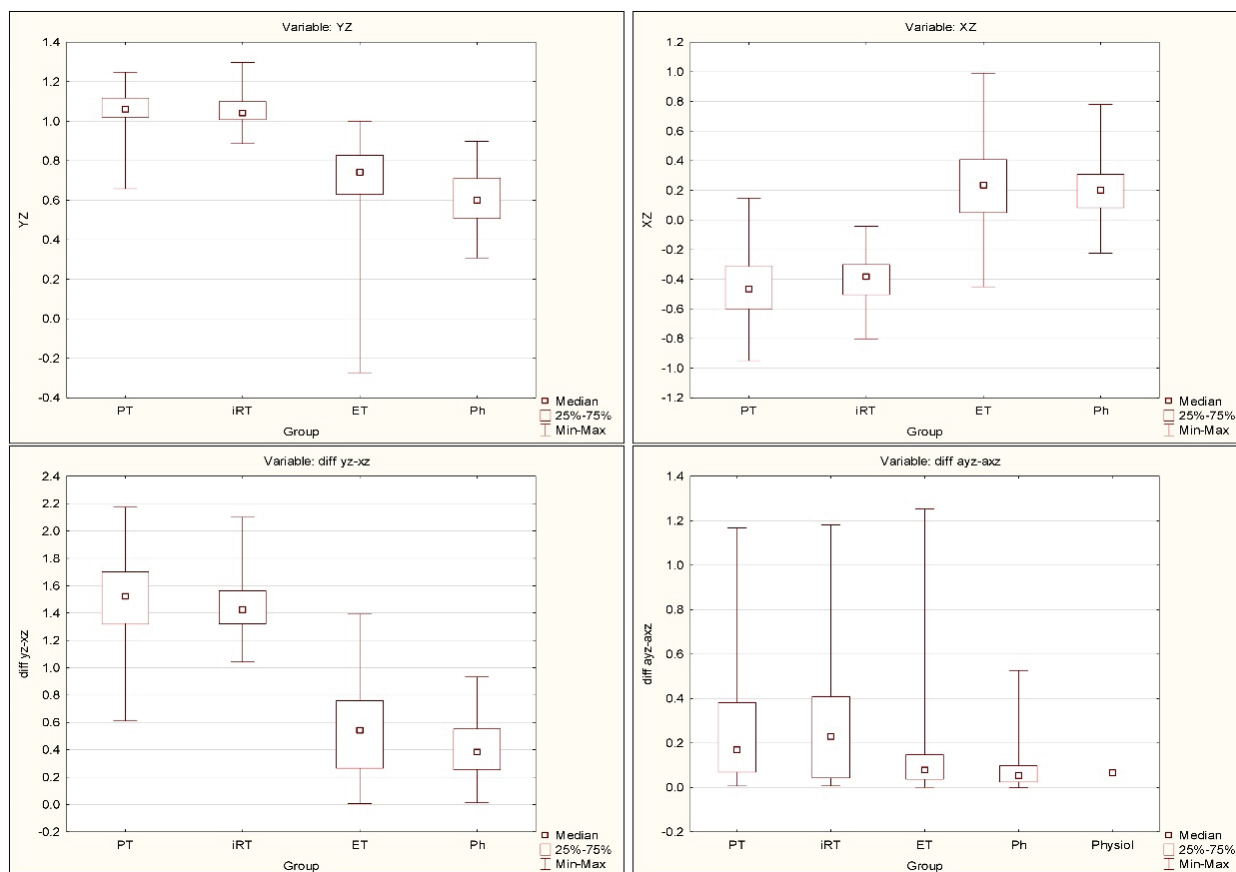 Variable: YZ
1.4
1.2
1.0
0.8
0.6
0.4
0.2
0.0
-0.2
-0.4
YZ
PT iRT ET Ph
Group
Median
25%-75%
Min-Max
Variable: XZ
1.2
1.0
0.8
0.6
0.4
0.2
0.0
-0.2
-0.4
-0.6
-0.8
-1.0
-1.2
XZ
PT iRT ET Ph
Group
Median
25%-75%
Min-Max
Variable: diff yz-xz
2.4
2.2
2.0
1.8
1.6
1.4
1.2
1.0
0.8
0.6
0.4
0.2
0.0
-0.2
diff yz-xz
PT iRT ET Ph
Group
Median
25%-75%
Min-Max
Variable: diff ayz-axz
1.4
1.2
1.0
0.8
0.6
0.4
0.2
0.0
-0.2
diff ayz-axz
PT iRT ET Ph Physiol
Group
Median
25%-75%
Min-Max